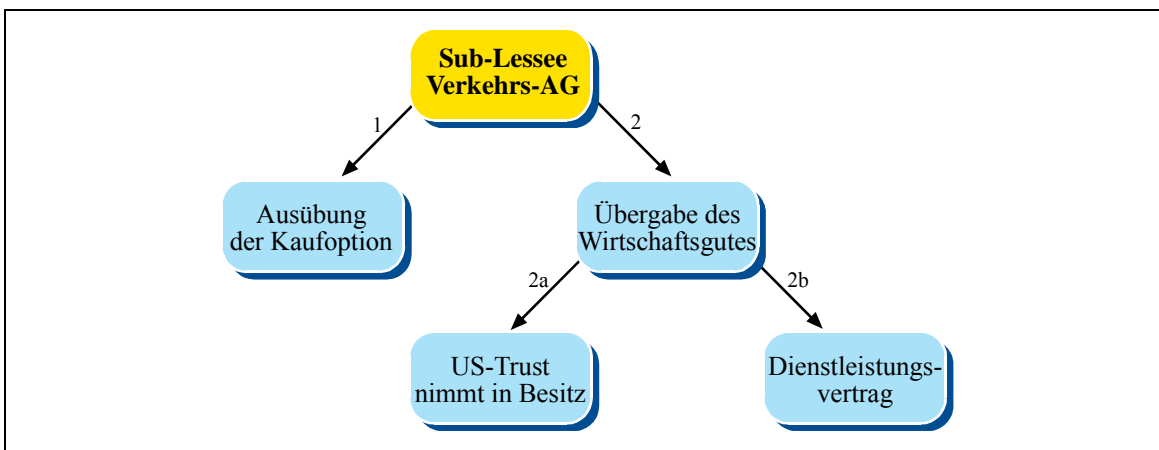 Sub-Lessee
Verkehrs-AG
1
2
Ausübung
der Kaufoption
Übergabe des
Wirtschaftsgutes
2a
2b
US-Trust
nimmt in Besitz
Dienstleistungs-
vertrag